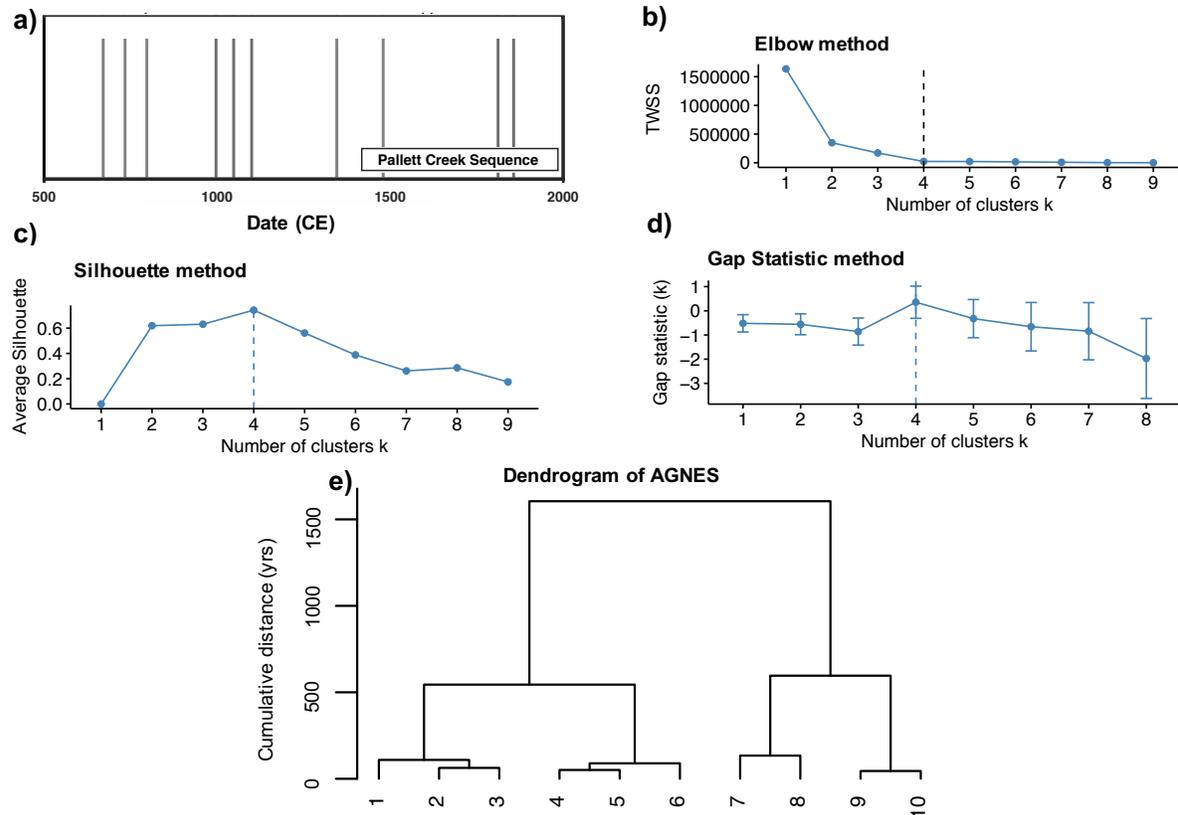 a)
Pallett Creek Sequence
500 1000 1500 2000
Date (CE)
b)
Elbow method
TWSS
1500000
1000000
500000
0
1 2 3 4 5 6 7 8 9
Number of clusters k
c)
Silhouette method
Average Silhouette
0.6
0.4
0.2
0.0
1 2 3 4 5 6 7 8 9
Number of clusters k
d)
Gap Statistic method
Gap statistic (k)
1
0
−1
−2
−3
1 2 3 4 5 6 7 8
Number of clusters k
e)
Dendrogram of AGNES
Cumulative distance (yrs)
1500
1000
500
0
1 2 3 4 5 6 7 8 9 10